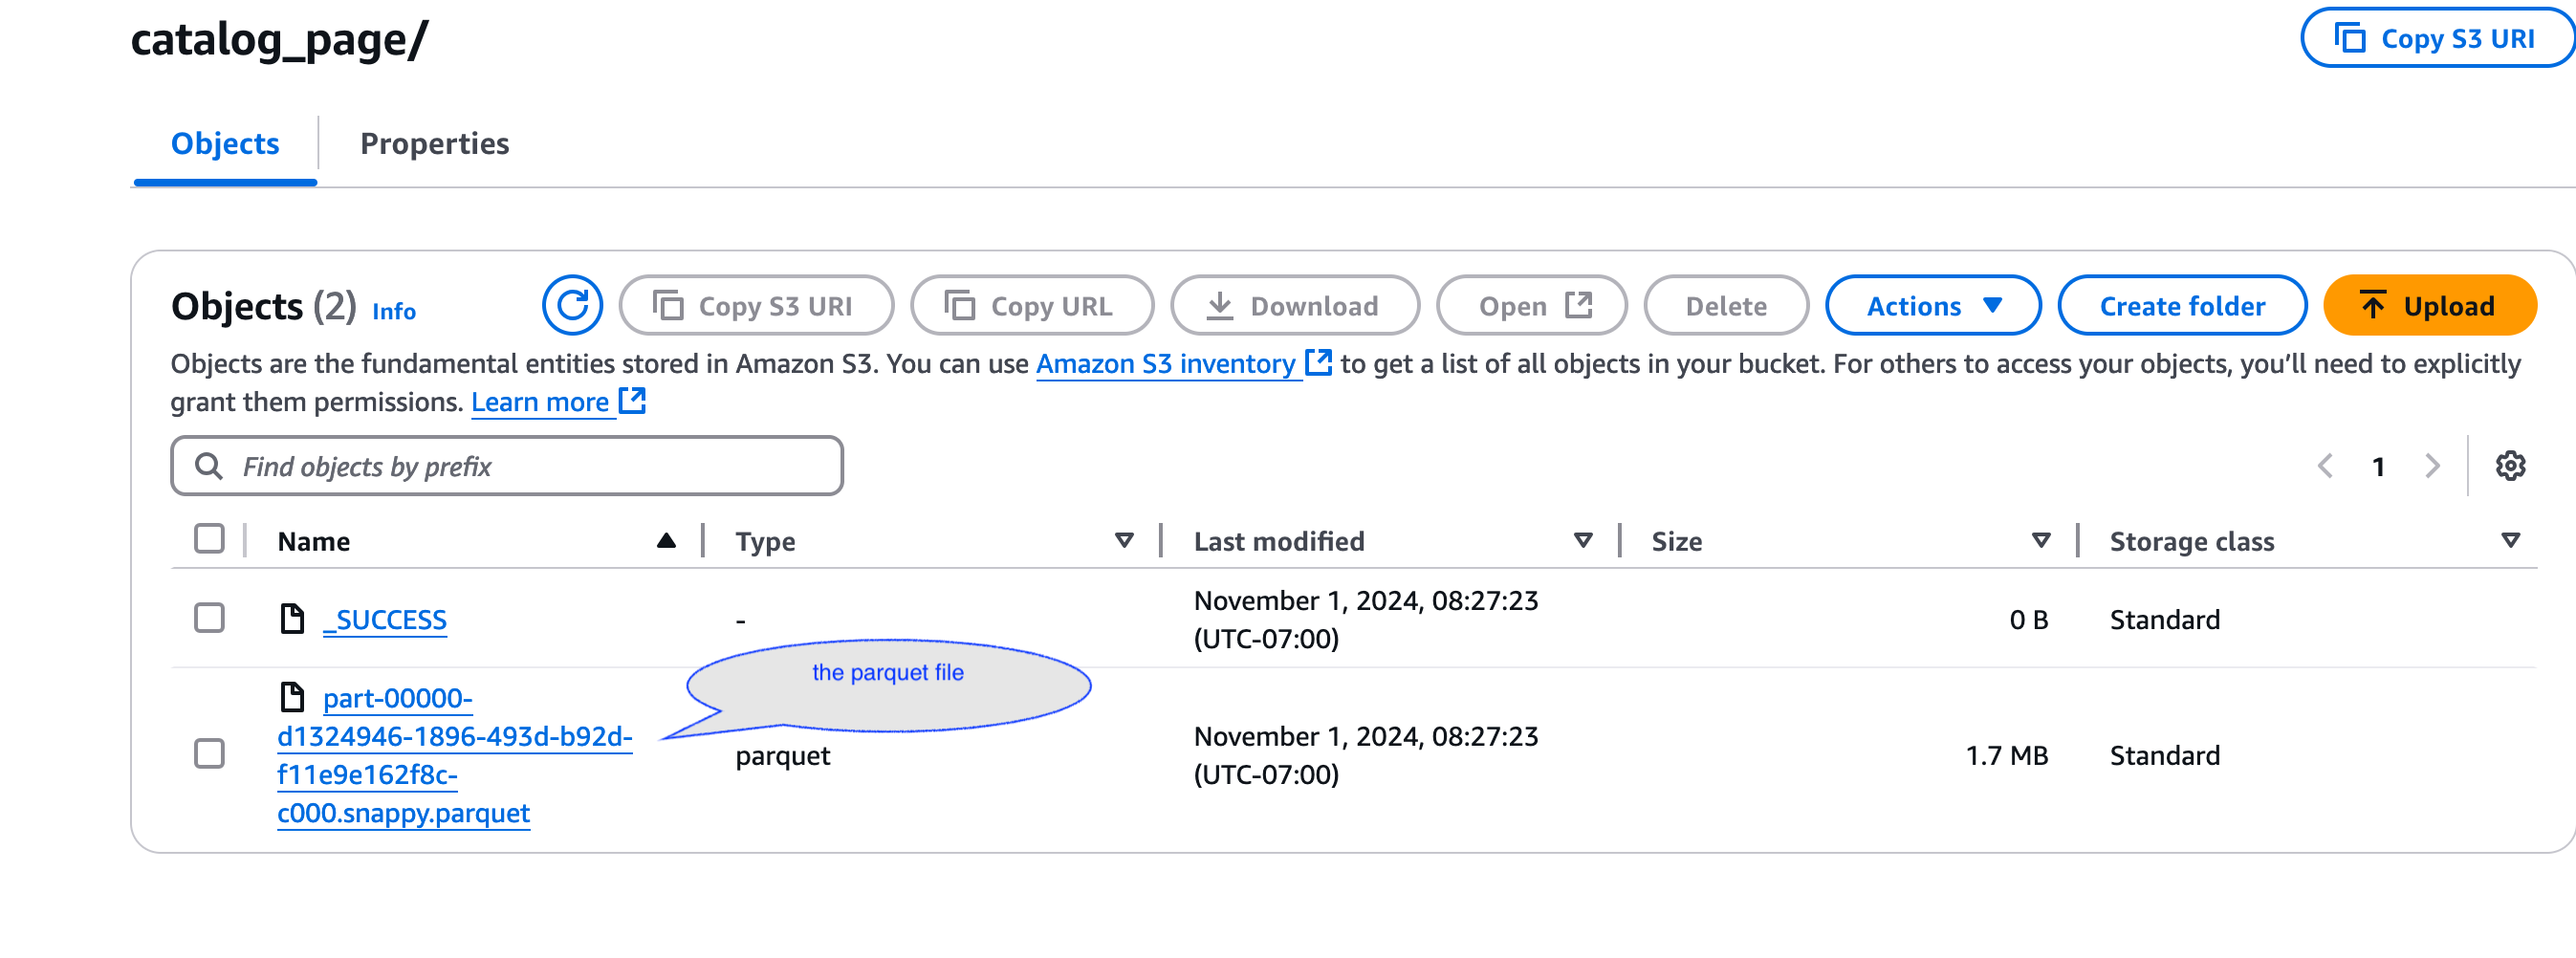 catalog_page/
Copy S3 URI
Objects
Properties
Objects (2) Info
Copy S3 URI
Copy URL
Download
Open
Delete
Actions
Create folder
Upload
Objects are the fundamental entities stored in Amazon S3. You can use Amazon S3 inventory to get a list of all objects in your bucket. For others to access your objects, you’ll need to explicitly
grant them permissions. Learn more
Find objects by prefix
1
Name
Type
Last modified
Size
Storage class
_SUCCESS
-
November 1, 2024, 08:27:23
(UTC-07:00)
0 B
Standard
the parquet file
part-00000-
d1324946-1896-493d-b92d-
f11e9e162f8c-
c000.snappy.parquet
parquet
November 1, 2024, 08:27:23
(UTC-07:00)
1.7 MB
Standard